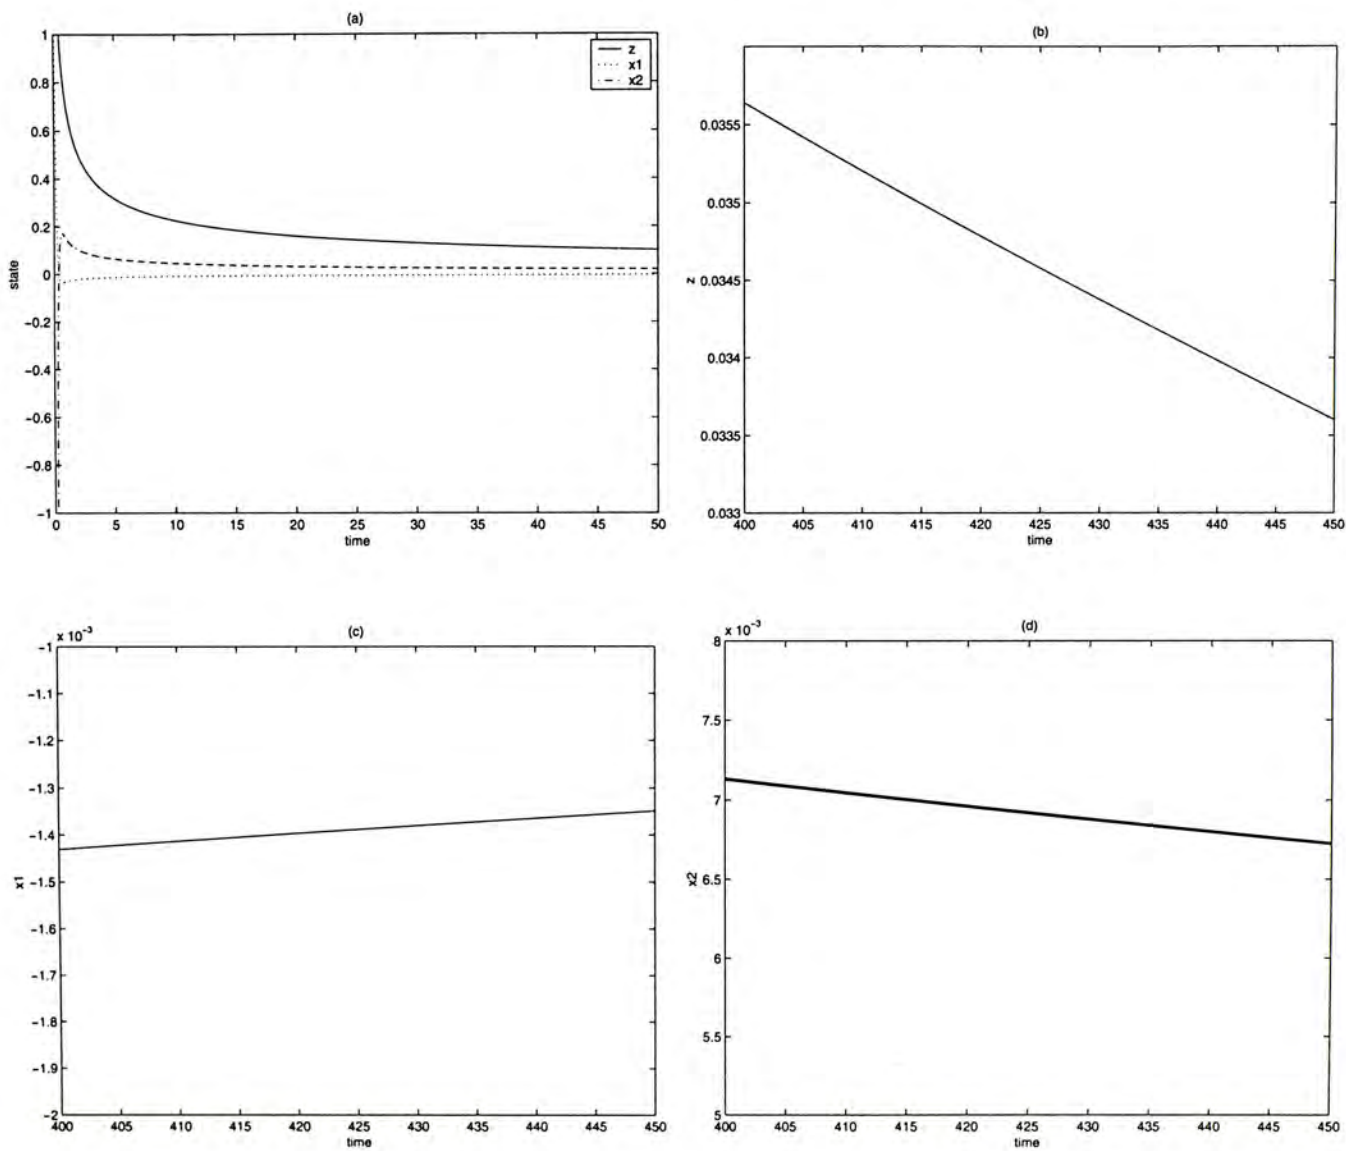 (a)
1
0.8
0.6
0.4
0.2
0
−0.2
−0.4
−0.6
−0.8
−1
state
z
x1
x2
0 5 10 15 20 25 30 35 40 45 50
time
(b)
0.0355
0.035
0.0345
0.034
0.0335
0.033
z
400 405 410 415 420 425 430 435 440 445 450
time
(c)
x 10⁻³
−1
−1.1
−1.2
−1.3
−1.4
−1.5
−1.6
−1.7
−1.8
−1.9
−2
x1
400 405 410 415 420 425 430 435 440 445 450
time
(d)
x 10⁻³
8
7.5
7
6.5
6
5.5
5
x2
400 405 410 415 420 425 430 435 440 445 450
time